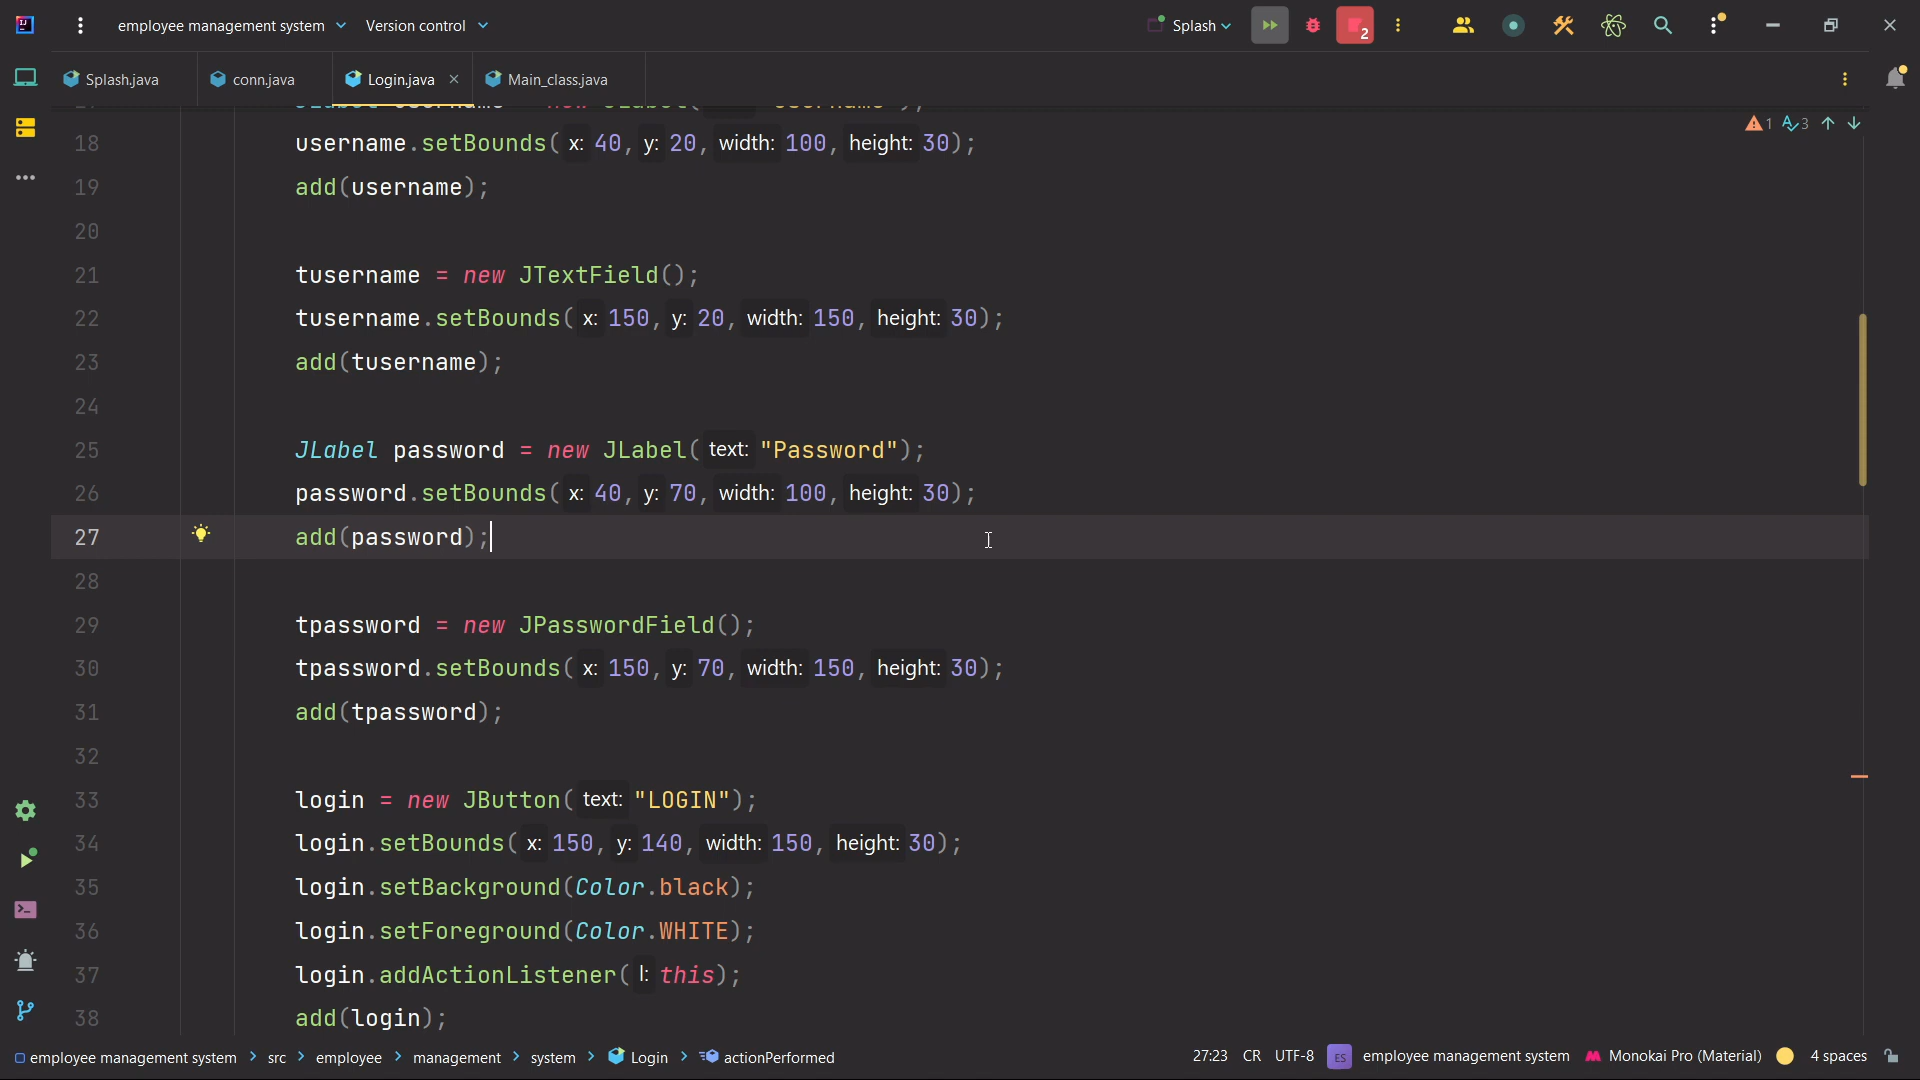 employee management system Version control Splash 2
Splash.java conn.java Login.java Main_class.java
18 username.setBounds( x: 40, y: 20, width: 100, height: 30); 1 3
19 add(username);
20
21 tusername = new JTextField();
22 tusername.setBounds( x: 150, y: 20, width: 150, height: 30);
23 add(tusername);
24
25 JLabel password = new JLabel( text: "Password");
26 password.setBounds( x: 40, y: 70, width: 100, height: 30);
27 add(password);
28
29 tpassword = new JPasswordField();
30 tpassword.setBounds( x: 150, y: 70, width: 150, height: 30);
31 add(tpassword);
32
33 login = new JButton( text: "LOGIN");
34 login.setBounds( x: 150, y: 140, width: 150, height: 30);
35 login.setBackground(Color.black);
36 login.setForeground(Color.WHITE);
37 login.addActionListener( l: this);
38 add(login);
employee management system > src > employee > management > system > Login > actionPerformed 27:23 CR UTF-8 ES employee management system Monokai Pro (Material) 4 spaces